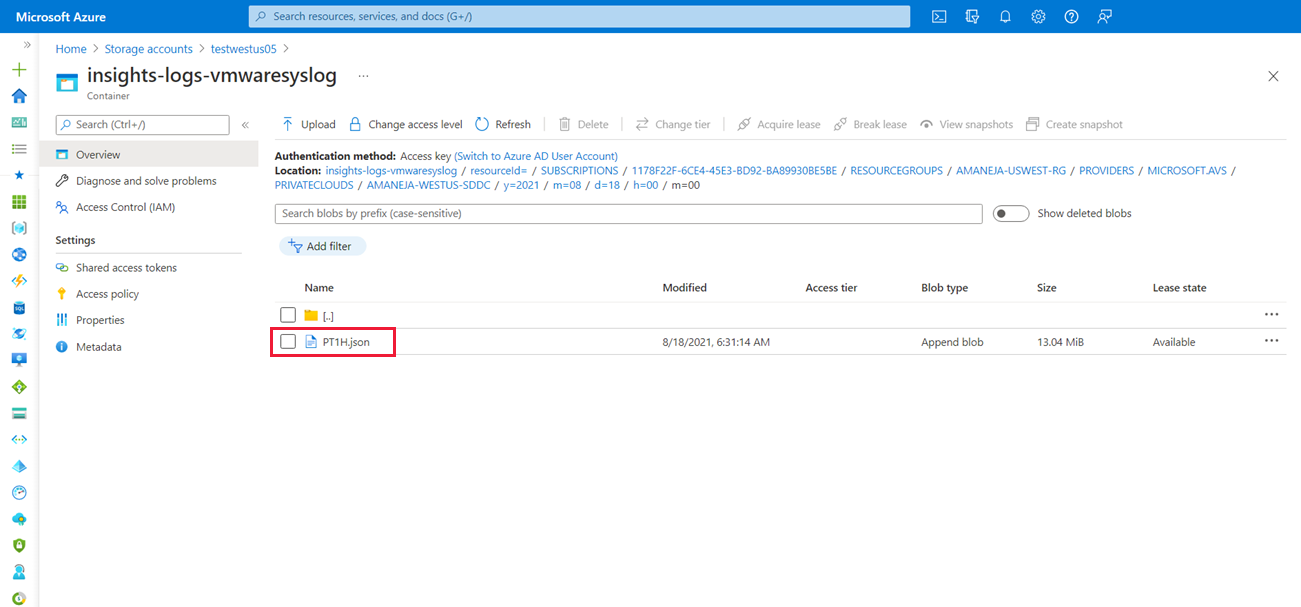 Microsoft Azure
Search resources, services, and docs (G+/)
Home > Storage accounts > testwestus05 >
insights-logs-vmwaresyslog ...
Container
Search (Ctrl+/)
Overview
Diagnose and solve problems
Access Control (IAM)
Settings
Shared access tokens
Access policy
Properties
Metadata
Upload Change access level Refresh Delete Change tier Acquire lease Break lease View snapshots Create snapshot
Authentication method: Access key (Switch to Azure AD User Account)
Location: insights-logs-vmwaresyslog / resourceId= / SUBSCRIPTIONS / 1178F22F-6CE4-45E3-BD92-BA89930BE5BE / RESOURCEGROUPS / AMANEJA-USWEST-RG / PROVIDERS / MICROSOFT.AVS /
PRIVATECLOUDS / AMANEJA-WESTUS-SDDC / y=2021 / m=08 / d=18 / h=00 / m=00
Search blobs by prefix (case-sensitive)
Show deleted blobs
Add filter
Name Modified Access tier Blob type Size Lease state
[..]
PT1H.json 8/18/2021, 6:31:14 AM Append blob 13.04 MiB Available
SQL